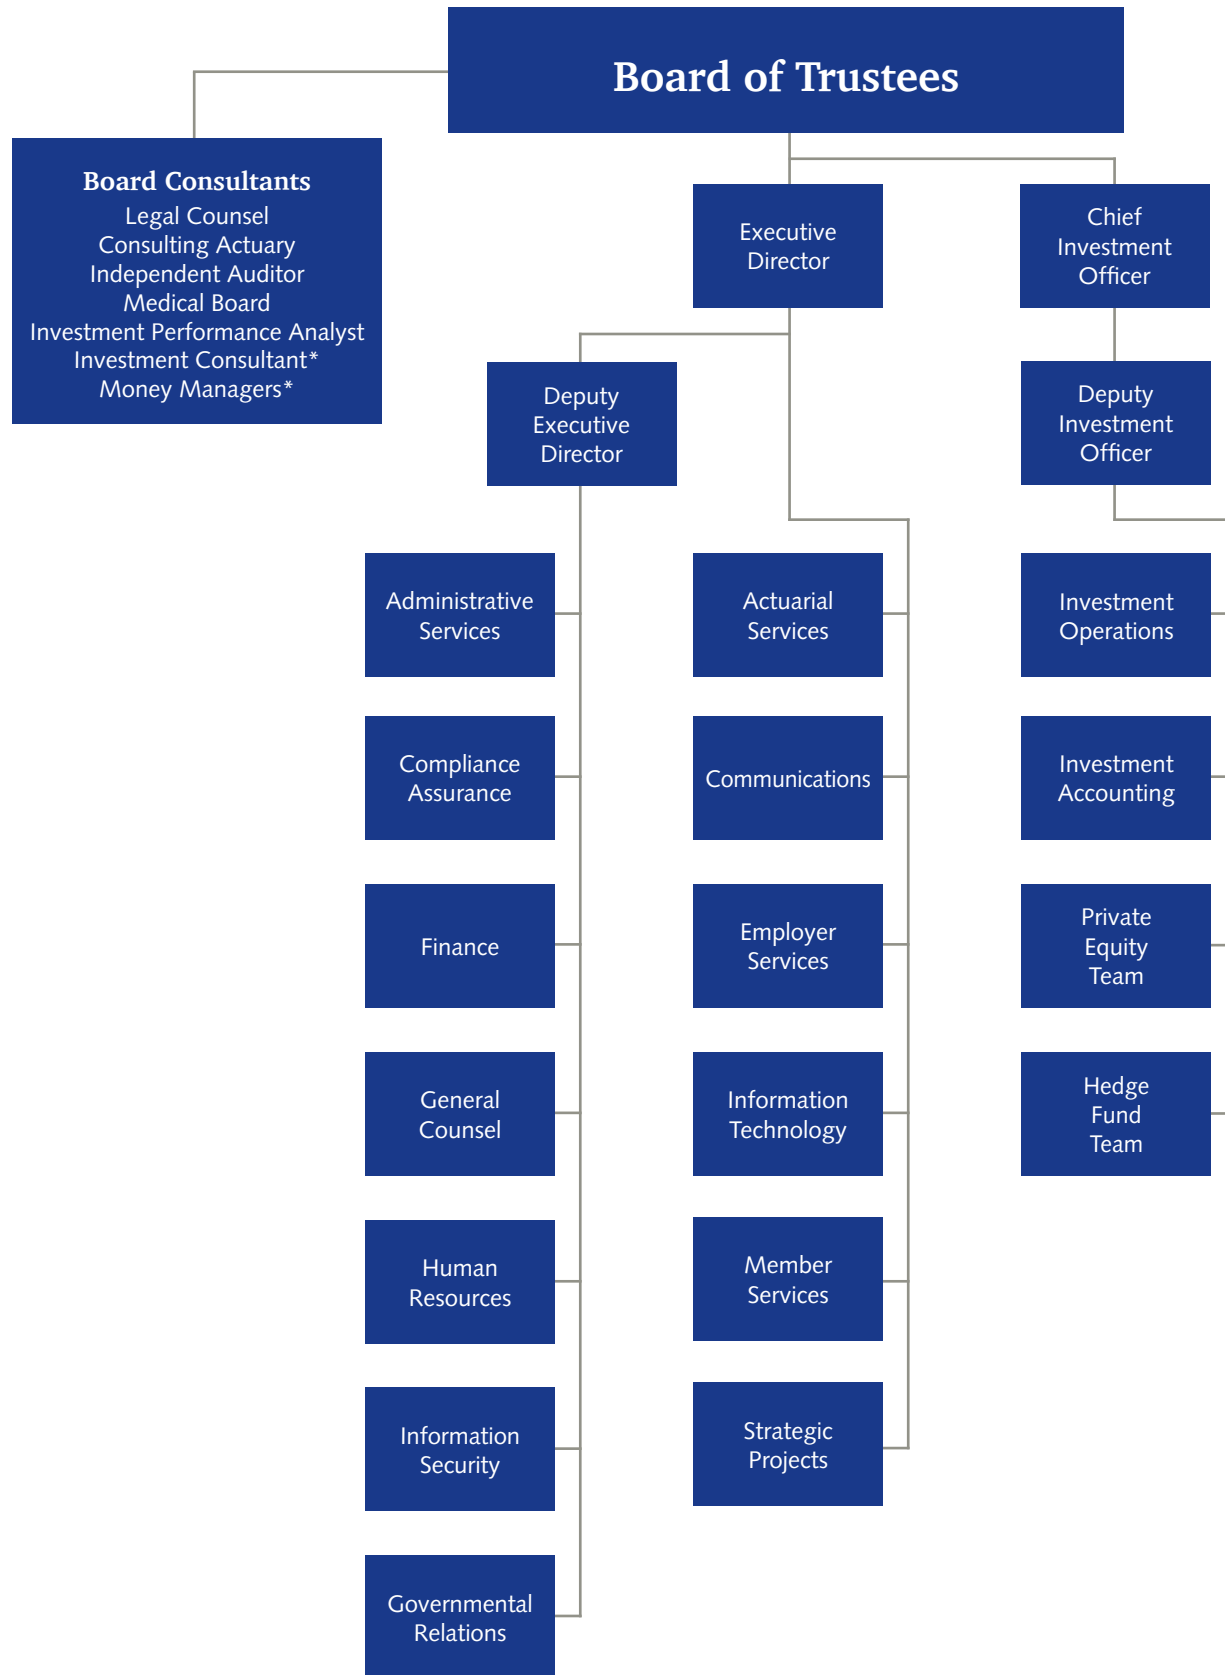 Board of Trustees
Board Consultants
Legal Counsel
Consulting Actuary
Independent Auditor
Medical Board
Investment Performance Analyst
Investment Consultant*
Money Managers*
Executive
Director
Chief
Investment
Officer
Deputy
Executive
Director
Deputy
Investment
Officer
Administrative
Services
Actuarial
Services
Investment
Operations
Compliance
Assurance
Communications
Investment
Accounting
Finance
Employer
Services
Private
Equity
Team
General
Counsel
Information
Technology
Hedge
Fund
Team
Human
Resources
Member
Services
Information
Security
Strategic
Projects
Governmental
Relations